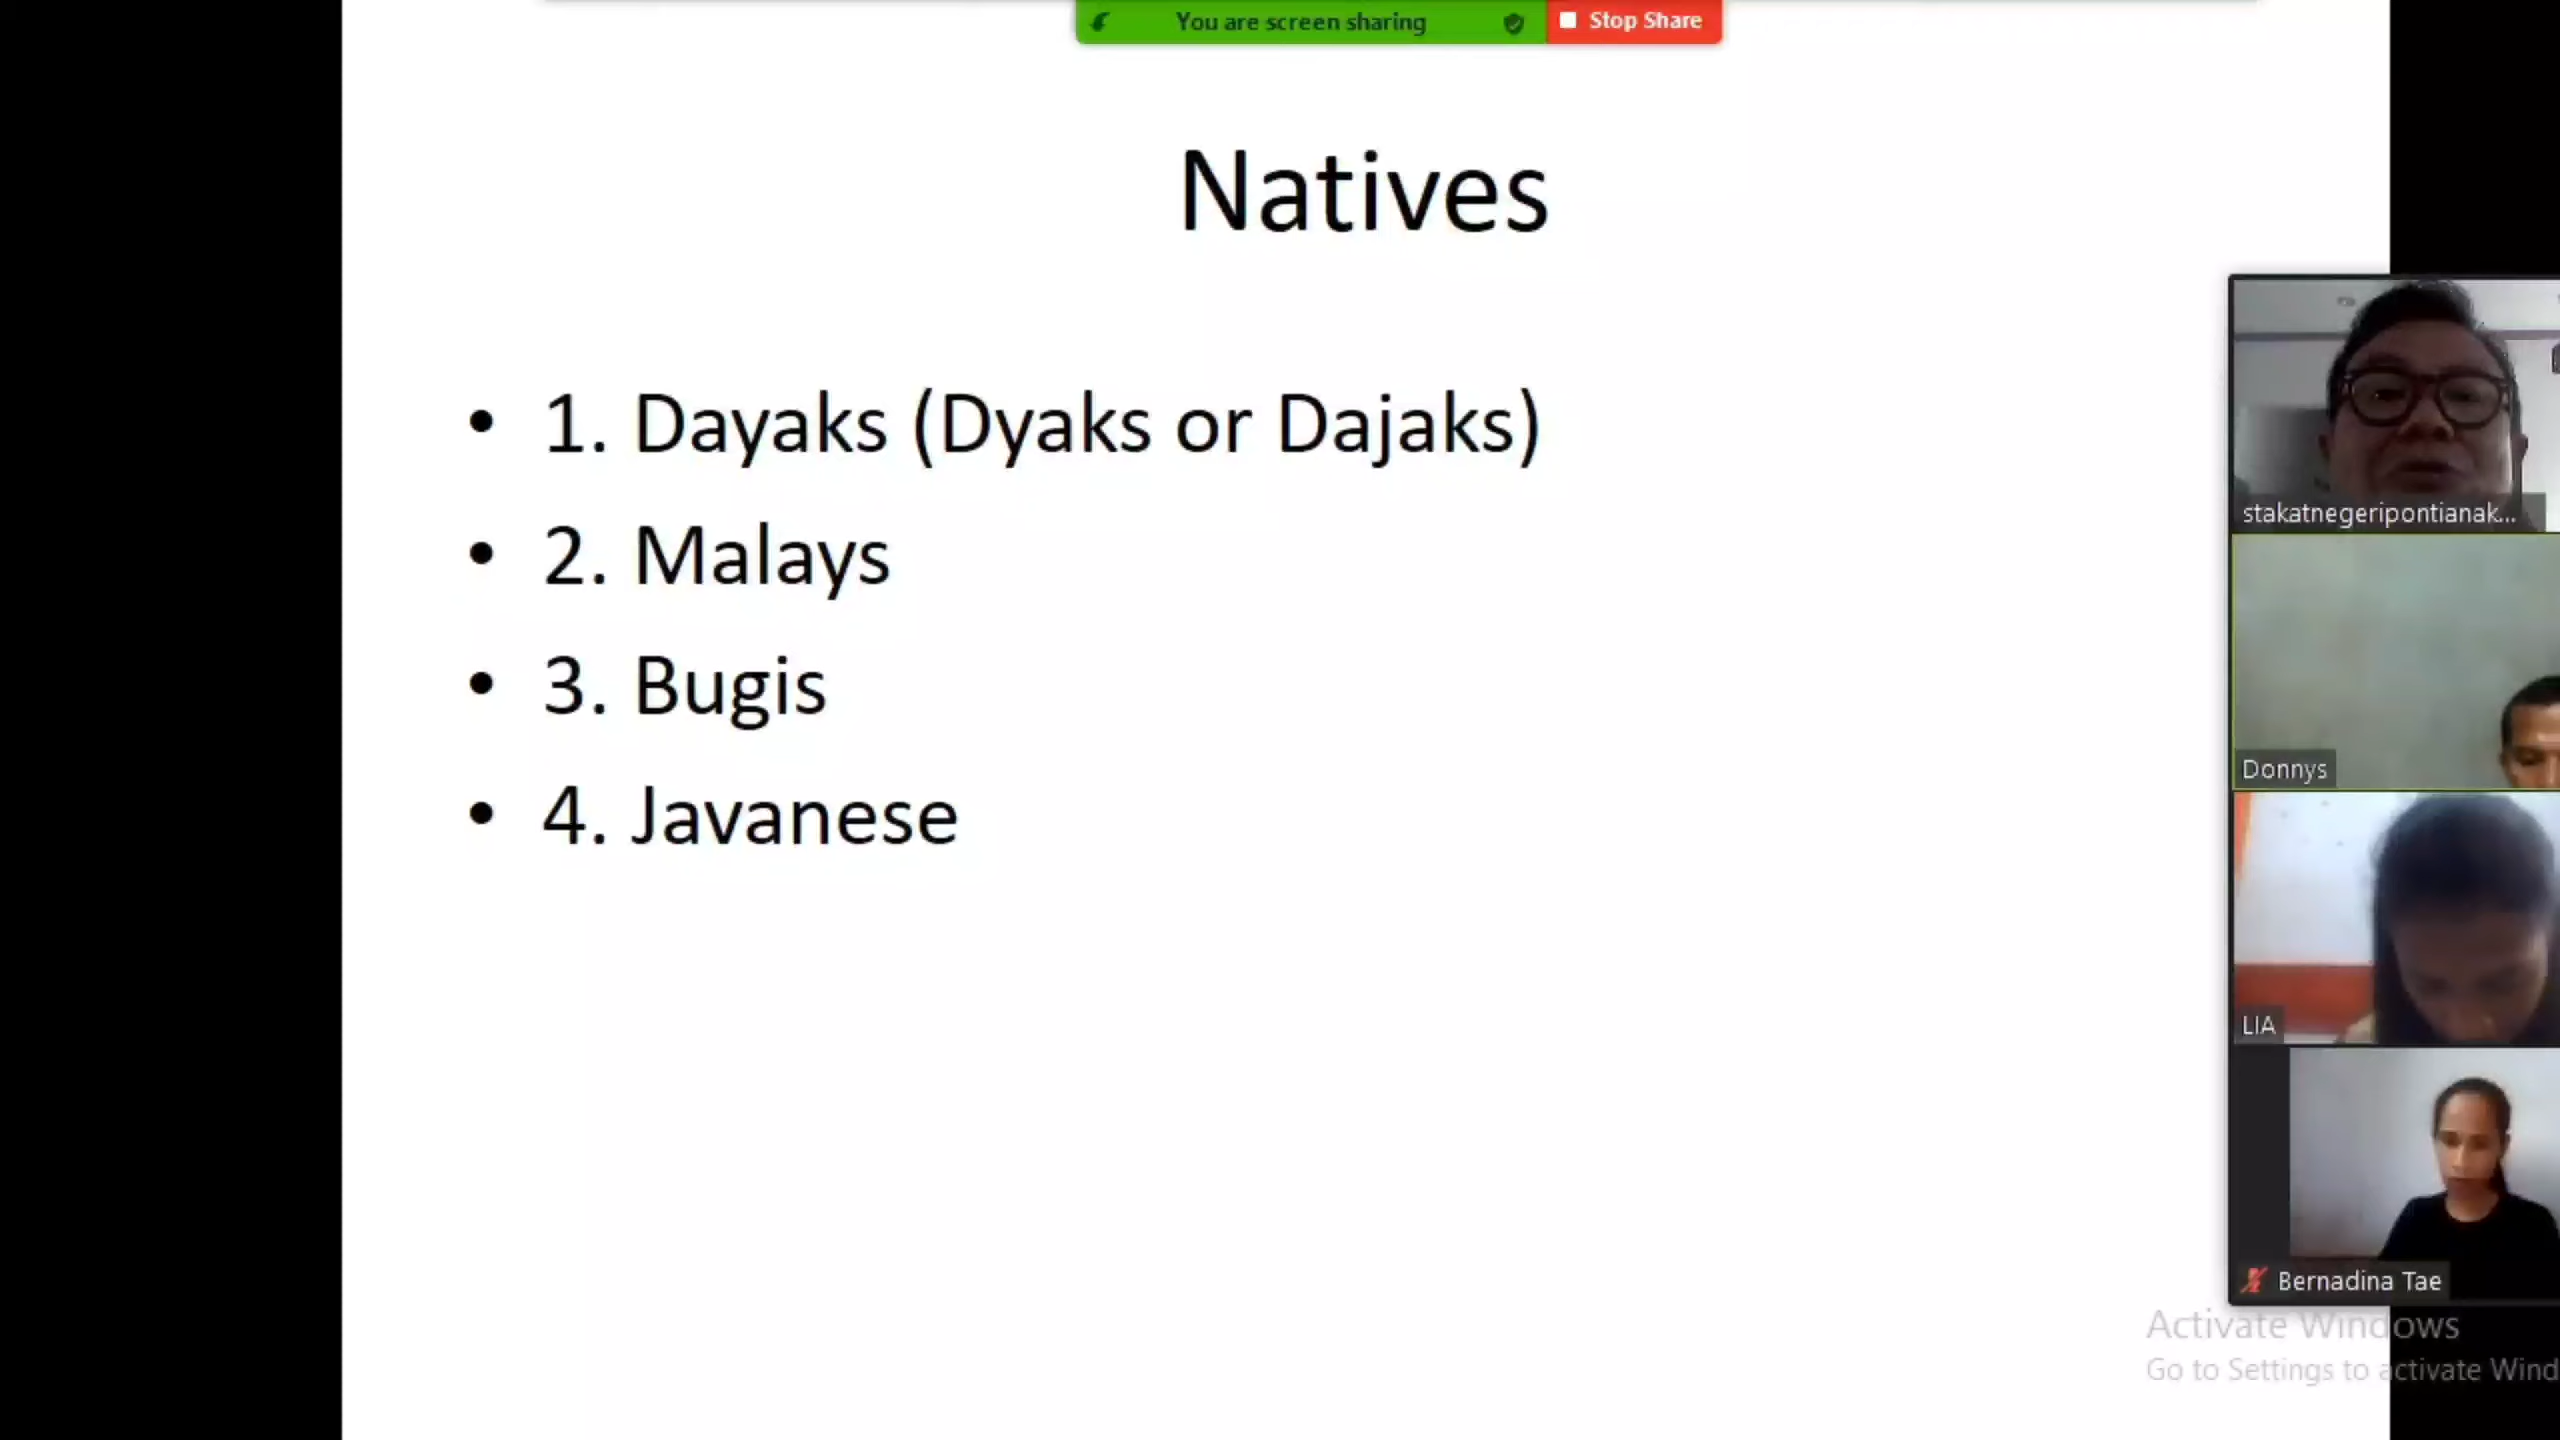 You are screen sharing
Stop Share
Natives
• 1. Dayaks (Dyaks or Dajaks)
• 2. Malays
• 3. Bugis
• 4. Javanese
stakatnegeripontianak...
Donnys
LIA
Bernadina Tae
Activate Windows
Go to Settings to activate Wind